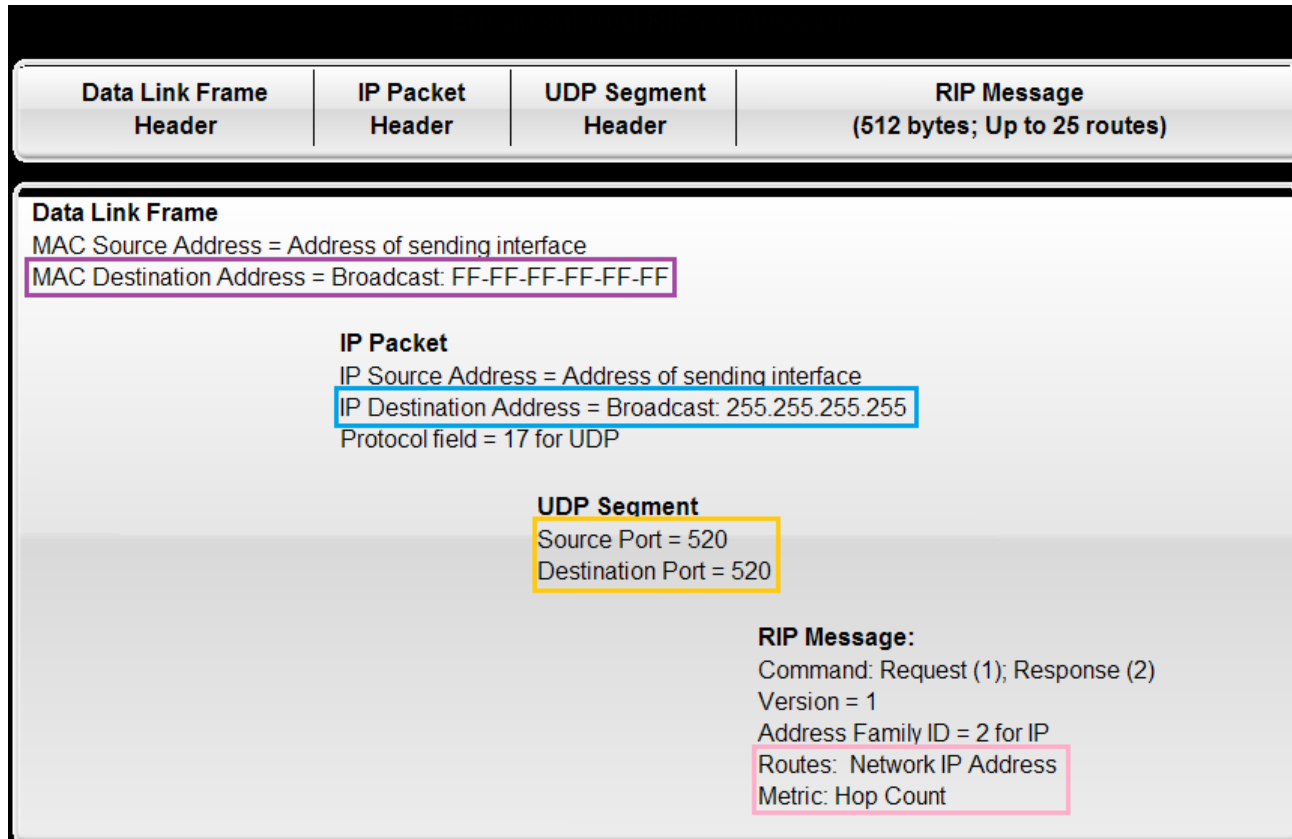 Data Link Frame Header
IP Packet Header
UDP Segment Header
RIP Message
(512 bytes; Up to 25 routes)
Data Link Frame
MAC Source Address = Address of sending interface
MAC Destination Address = Broadcast: FF-FF-FF-FF-FF-FF
IP Packet
IP Source Address = Address of sending interface
IP Destination Address = Broadcast: 255.255.255.255
Protocol field = 17 for UDP
UDP Segment
Source Port = 520
Destination Port = 520
RIP Message:
Command: Request (1); Response (2)
Version = 1
Address Family ID = 2 for IP
Routes: Network IP Address
Metric: Hop Count